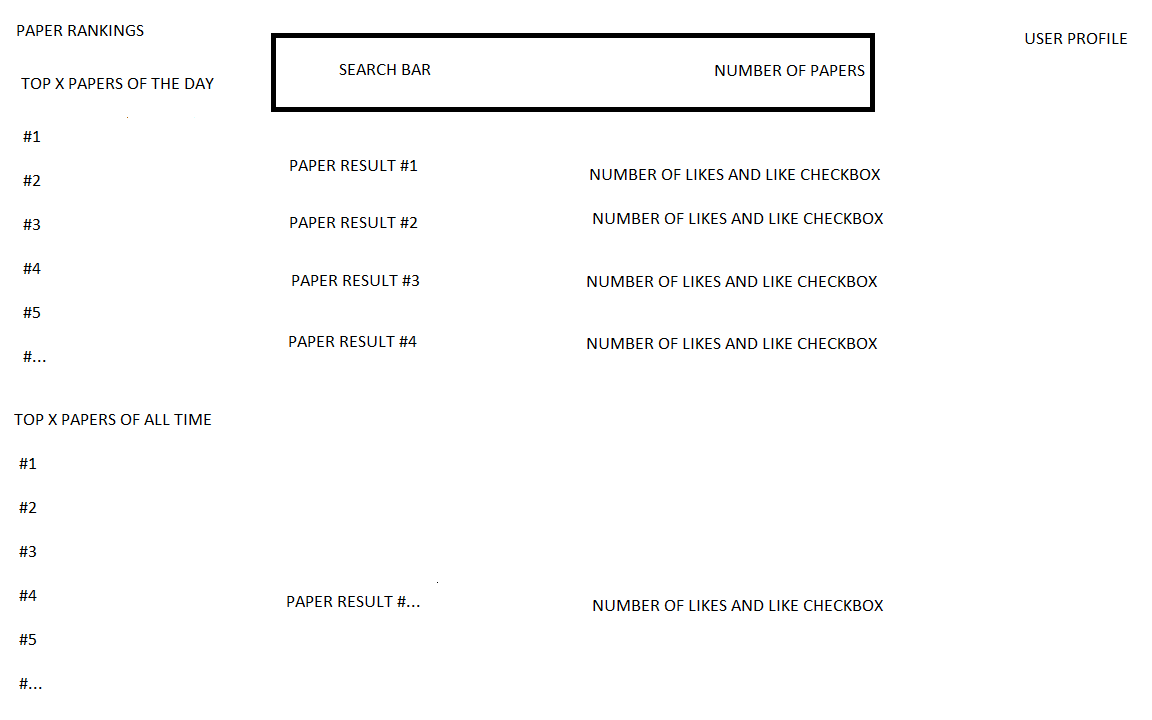 PAPER RANKINGS
TOP X PAPERS OF THE DAY
#1
#2
#3
#4
#5
#...
TOP X PAPERS OF ALL TIME
#1
#2
#3
#4
#5
#...
SEARCH BAR
NUMBER OF PAPERS
PAPER RESULT #1
NUMBER OF LIKES AND LIKE CHECKBOX
PAPER RESULT #2
NUMBER OF LIKES AND LIKE CHECKBOX
PAPER RESULT #3
NUMBER OF LIKES AND LIKE CHECKBOX
PAPER RESULT #4
NUMBER OF LIKES AND LIKE CHECKBOX
PAPER RESULT #...
NUMBER OF LIKES AND LIKE CHECKBOX
USER PROFILE